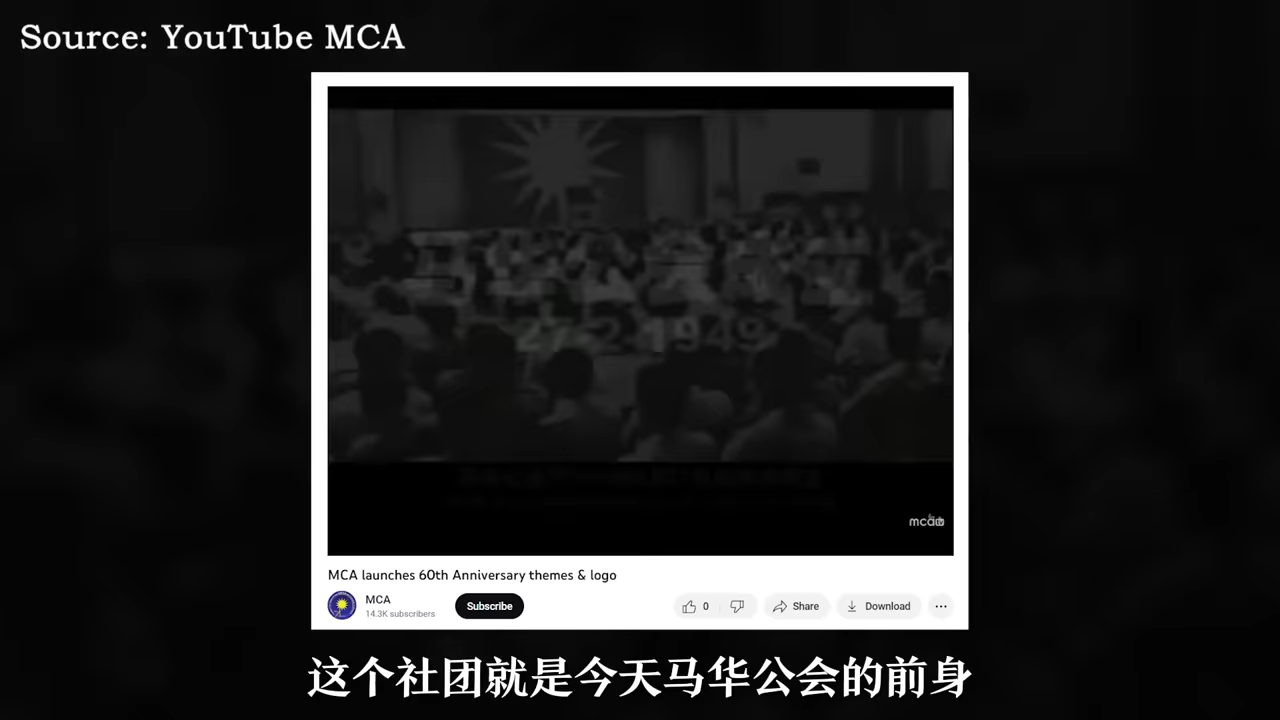 Source: YouTube MCA
27-2-1949
MCA launches 60th Anniversary themes & logo
MCA
14.3K subscribers
Subscribe
0
Share
Download
这个社团就是今天马华公会的前身